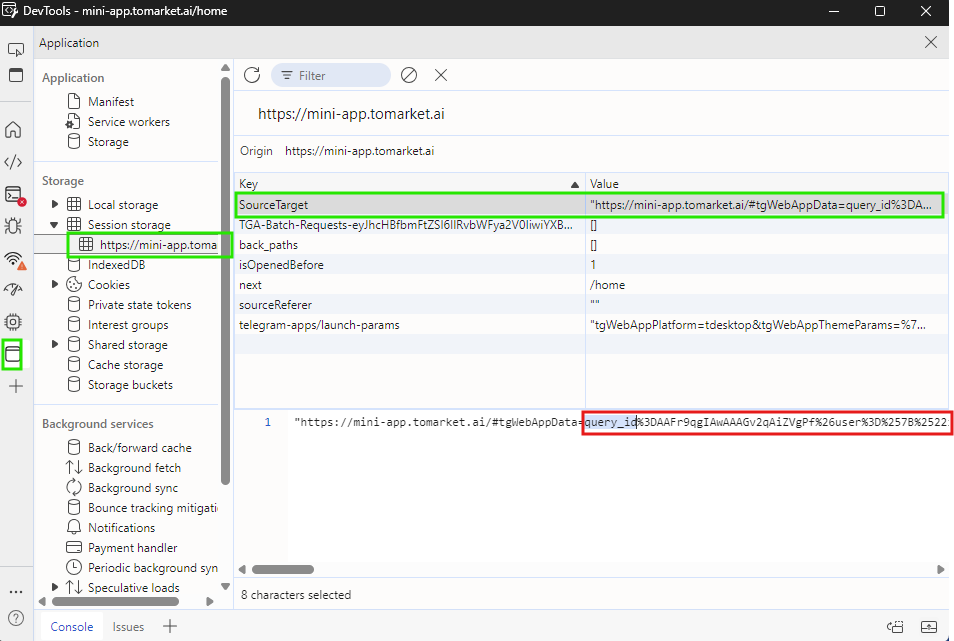 DevTools - mini-app.tomarket.ai/home
Application
Application
Manifest
Service workers
Storage
Storage
Local storage
Session storage
https://mini-app.toma
IndexedDB
Cookies
Private state tokens
Interest groups
Shared storage
Cache storage
Storage buckets
Background services
Back/forward cache
Background fetch
Background sync
Bounce tracking mitigati
Notifications
Payment handler
Periodic background syn
Speculative loads
Filter
https://mini-app.tomarket.ai
Origin https://mini-app.tomarket.ai
Key Value
SourceTarget "https://mini-app.tomarket.ai/#tgWebAppData=query_id%3DA...
TGA-Batch-Requests-eyJhcHBfbmFtZSI6IlRvbWFya2V0IiwiYXB... []
back_paths []
isOpenedBefore 1
next /home
sourceReferer ""
telegram-apps/launch-params "tgWebAppPlatform=tdesktop&tgWebAppThemeParams=%7...
1 "https://mini-app.tomarket.ai/#tgWebAppData=query_id%3DAAFr9qgIAwAAAGv2qAiZVgPf%26user%3D%257B%2522
8 characters selected
Console Issues